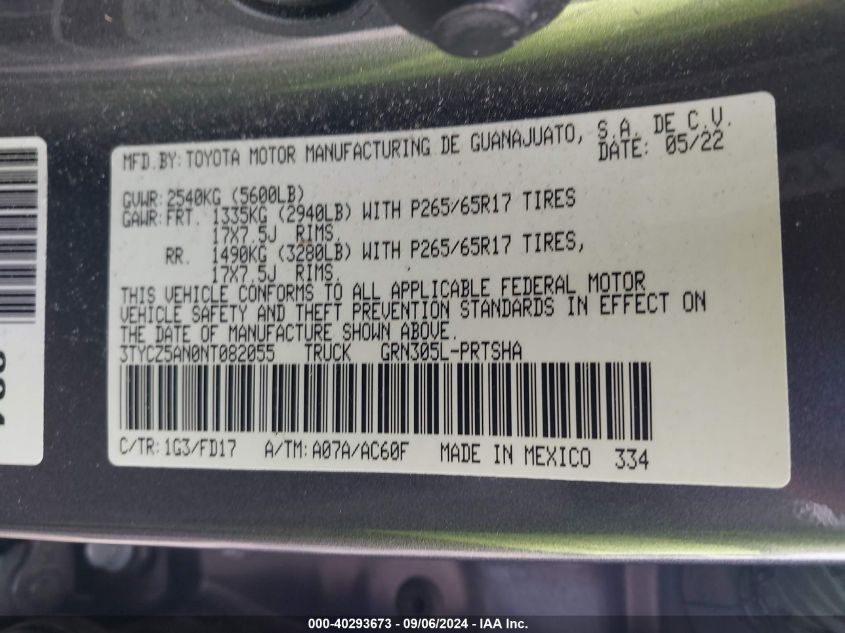 MFD. BY: TOYOTA MOTOR MANUFACTURING DE GUANAJUATO, S.A. DE C.V.
DATE: 05/22
GVWR: 2540KG (5600LB)
GAWR: FRT. 1335KG (2940LB) WITH P265/65R17 TIRES
17X7.5J RIMS.
RR. 1490KG (3280LB) WITH P265/65R17 TIRES,
17X7.5J RIMS.
THIS VEHICLE CONFORMS TO ALL APPLICABLE FEDERAL MOTOR
VEHICLE SAFETY AND THEFT PREVENTION STANDARDS IN EFFECT ON
THE DATE OF MANUFACTURE SHOWN ABOVE.
3TYCZ5AN0NT082055 TRUCK GRN305L-PRTSHA
C/TR: 1G3/FD17 A/TM: A07A/AC60F MADE IN MEXICO 334
000-40293673 - 09/06/2024 - IAA Inc.